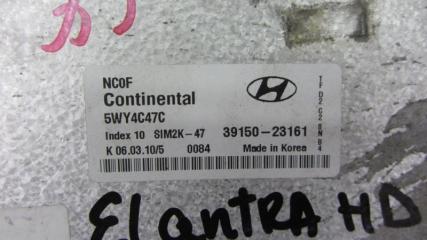 NC0F
Continental
5WY4C47C
Index 10 SIM2K-47 39150-23161
K 06.03.10/5 0084 Made in Korea
Elantra HD